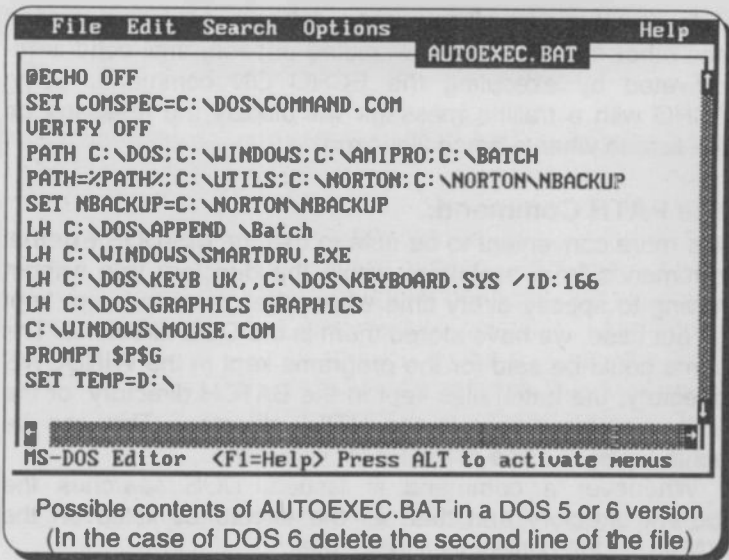 File Edit Search Options Help
AUTOEXEC.BAT
@ECHO OFF
SET COMSPEC=C:\DOS\COMMAND.COM
VERIFY OFF
PATH C:\DOS;C:\WINDOWS;C:\AMIPRO;C:\BATCH
PATH=%PATH%;C:\UTILS;C:\NORTON;C:\NORTON\NBACKUP
SET NBACKUP=C:\NORTON\NBACKUP
LH C:\DOS\APPEND \Batch
LH C:\WINDOWS\SMARTDRV.EXE
LH C:\DOS\KEYB UK,,C:\DOS\KEYBOARD.SYS /ID:166
LH C:\DOS\GRAPHICS GRAPHICS
C:\WINDOWS\MOUSE.COM
PROMPT $P$G
SET TEMP=D:\
MS-DOS Editor <F1=Help> Press ALT to activate menus
Possible contents of AUTOEXEC.BAT in a DOS 5 or 6 version
(In the case of DOS 6 delete the second line of the file)